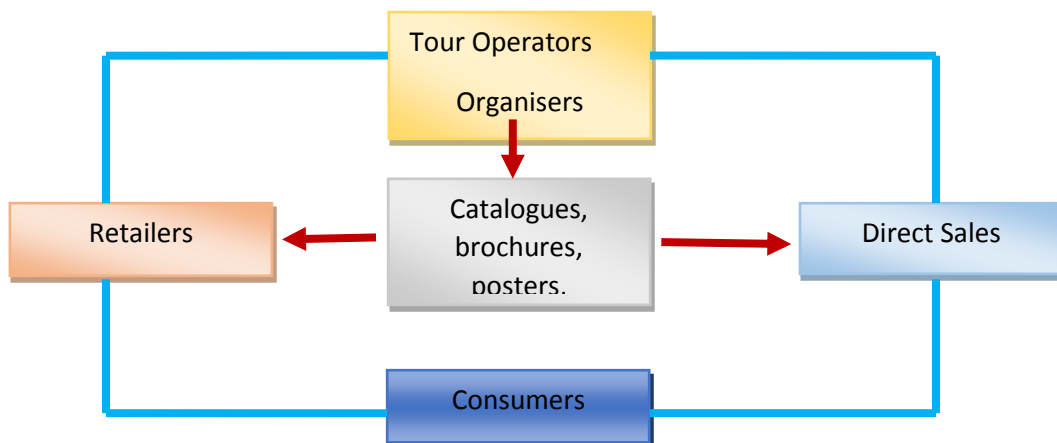 Tour Operators
Organisers
Retailers
Catalogues,
brochures,
posters.
Direct Sales
Consumers